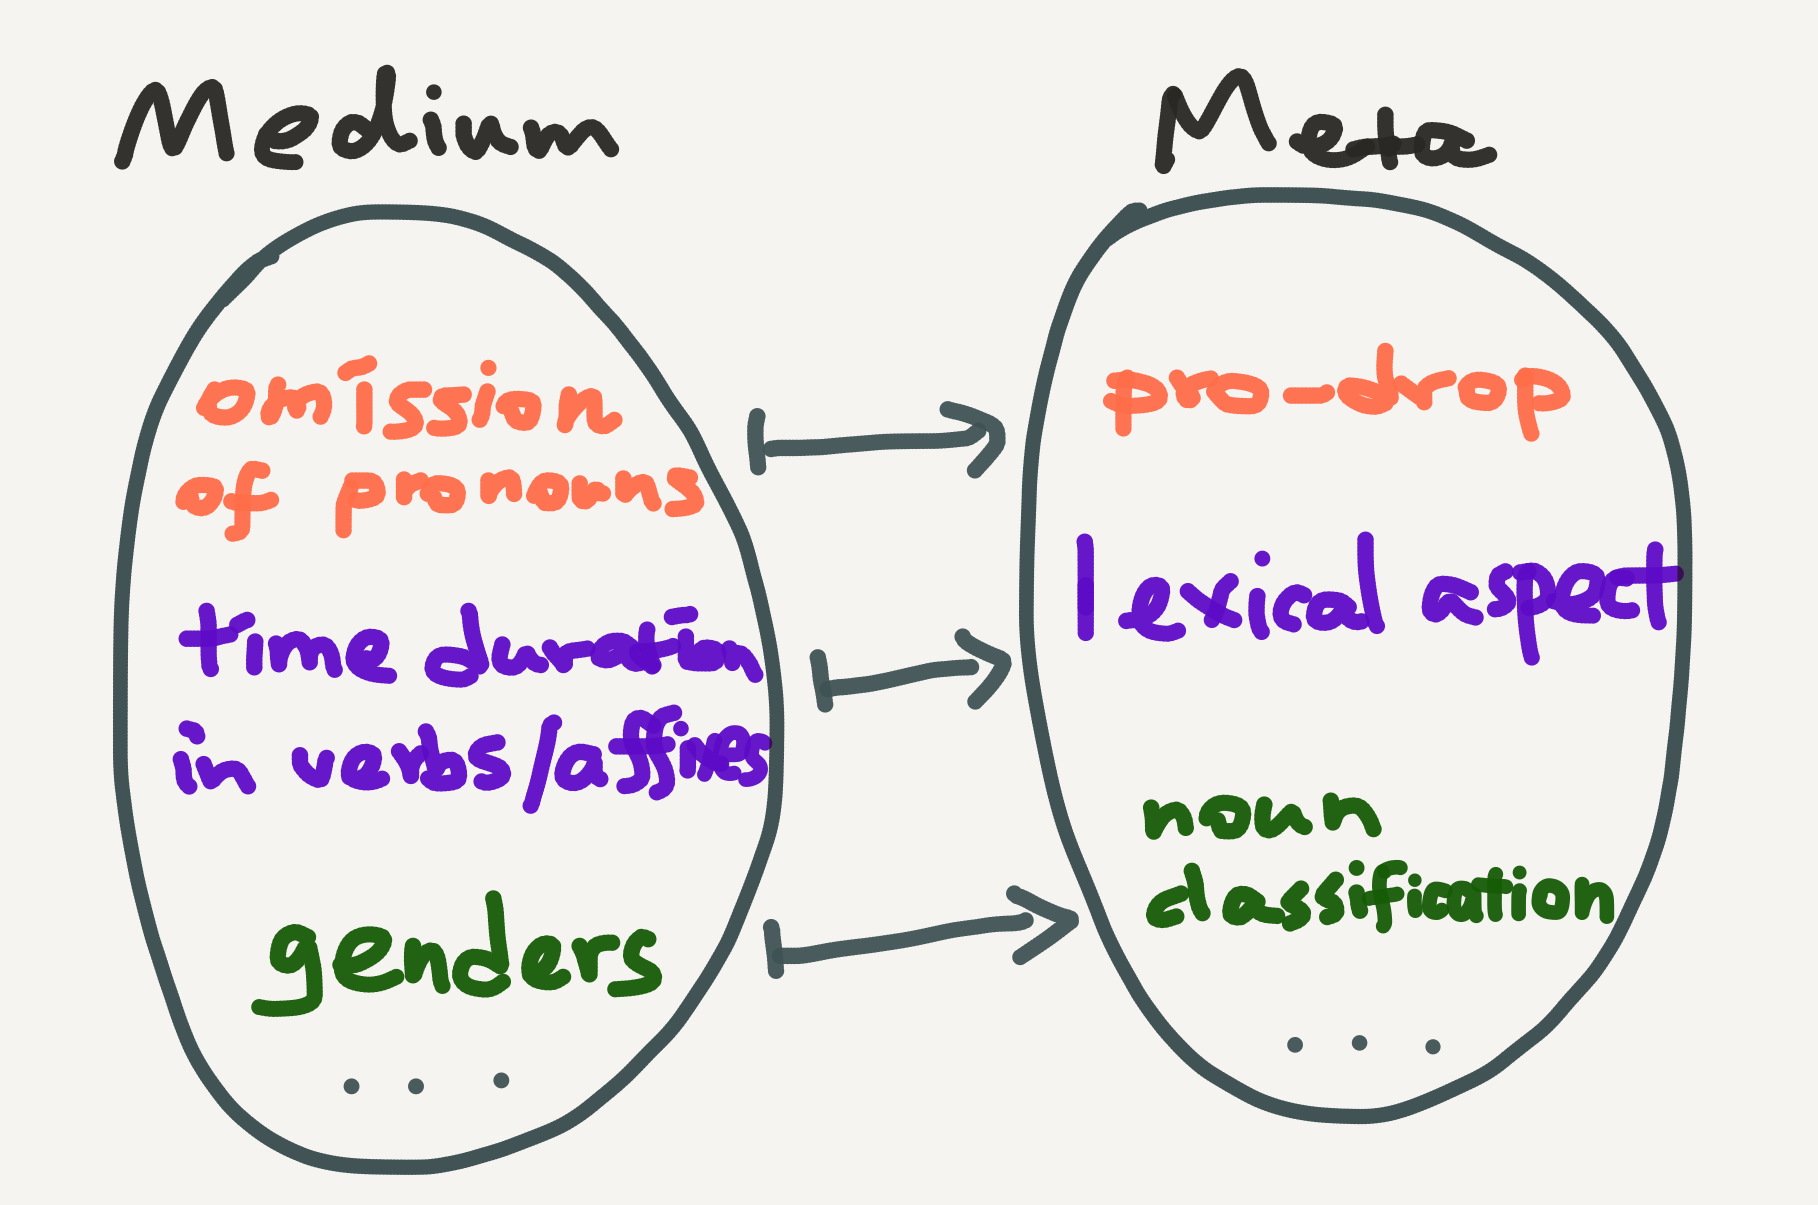 Medium
omission
of pronouns
time duration
in verbs/affixes
genders
...
Meta
pro-drop
lexical aspect
noun
classification
...